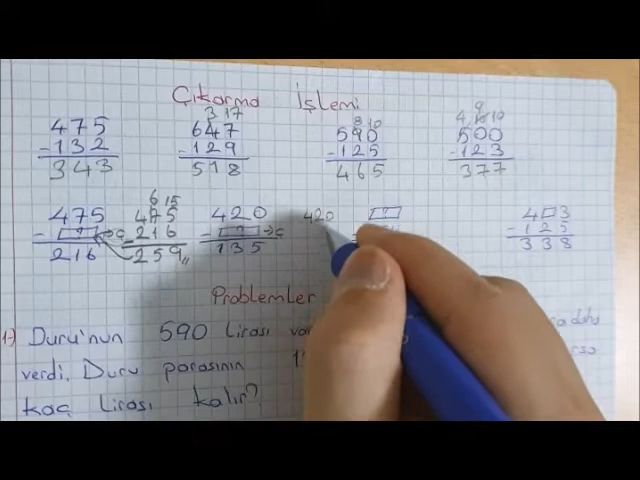 Çıkarma İşlemi
3 17 8 10 4 9 10
475 647 590 500
-132 -129 -125 -123
343 518 465 377
6 15
475 475 420 420 ? 4□3
- ? →Ç -216 - ? →Ç -125
216 259,, 135 338
Problemler
1-) Duru'nun 590 Lirası
verdi. Duru parasının
kaç Lirası kalır?